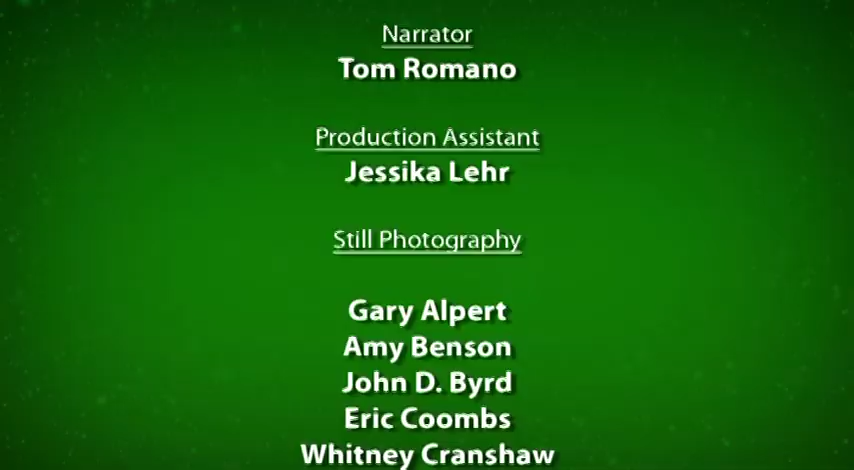 Narrator
Tom Romano
Production Assistant
Jessika Lehr
Still Photography
Gary Alpert
Amy Benson
John D. Byrd
Eric Coombs
Whitney Cranshaw